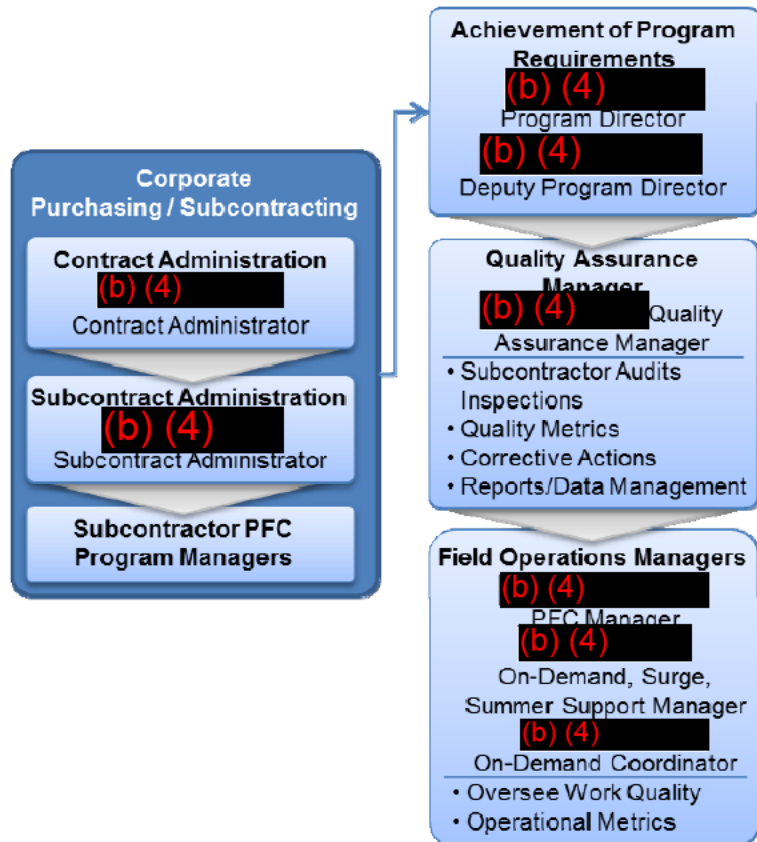 Corporate
Purchasing / Subcontracting
Contract Administration
(b) (4)
Contract Administrator
Subcontract Administration
(b) (4)
Subcontract Administrator
Subcontractor PFC
Program Managers
Achievement of Program
Requirements
(b) (4)
Program Director
(b) (4)
Deputy Program Director
Quality Assurance
Manager
(b) (4) Quality
Assurance Manager
• Subcontractor Audits
Inspections
• Quality Metrics
• Corrective Actions
• Reports/Data Management
Field Operations Managers
(b) (4)
PFC Manager
(b) (4)
On-Demand, Surge,
Summer Support Manager
(b) (4)
On-Demand Coordinator
• Oversee Work Quality
• Operational Metrics